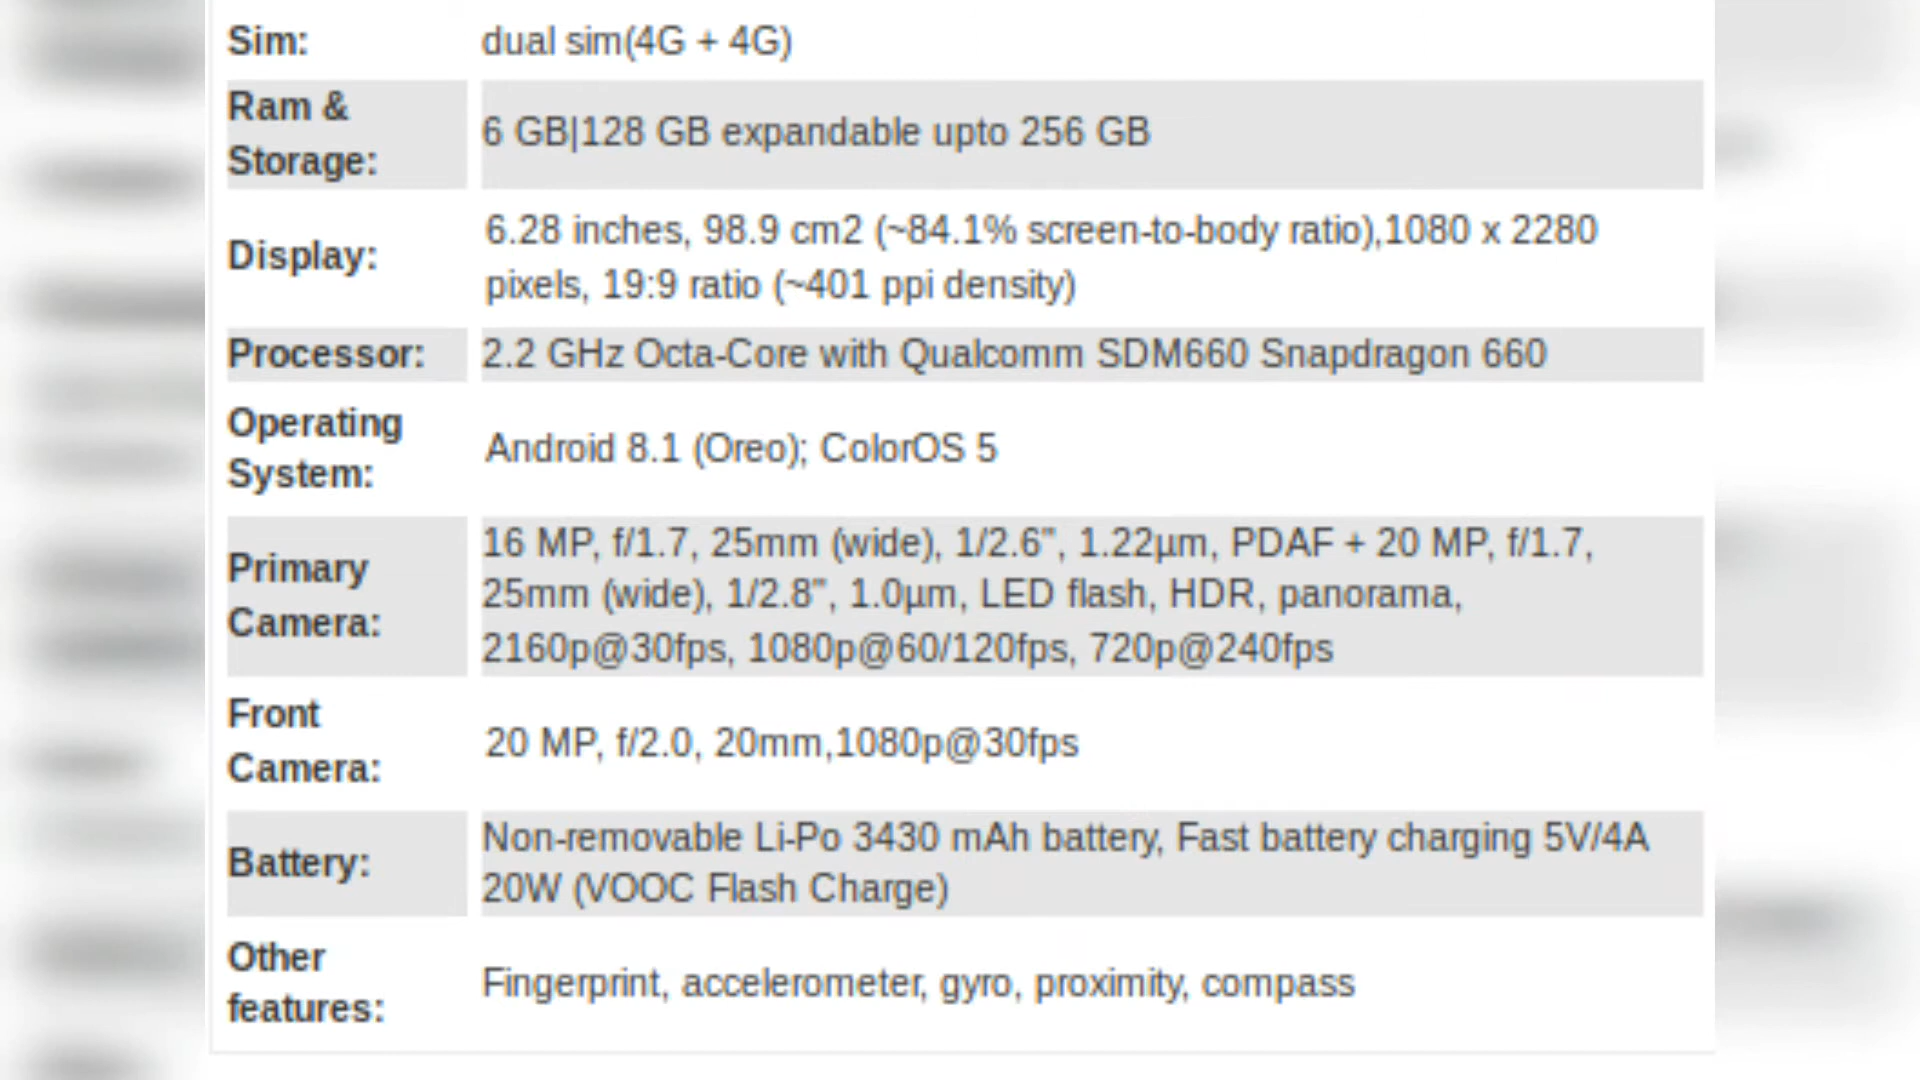 Sim: dual sim(4G + 4G)
Ram &
Storage:
6 GB|128 GB expandable upto 256 GB
Display:
6.28 inches, 98.9 cm2 (~84.1% screen-to-body ratio),1080 x 2280
pixels, 19:9 ratio (~401 ppi density)
Processor: 2.2 GHz Octa-Core with Qualcomm SDM660 Snapdragon 660
Operating
System:
Android 8.1 (Oreo); ColorOS 5
Primary
Camera:
16 MP, f/1.7, 25mm (wide), 1/2.6", 1.22µm, PDAF + 20 MP, f/1.7,
25mm (wide), 1/2.8", 1.0µm, LED flash, HDR, panorama,
2160p@30fps, 1080p@60/120fps, 720p@240fps
Front
Camera:
20 MP, f/2.0, 20mm,1080p@30fps
Battery:
Non-removable Li-Po 3430 mAh battery, Fast battery charging 5V/4A
20W (VOOC Flash Charge)
Other
features:
Fingerprint, accelerometer, gyro, proximity, compass